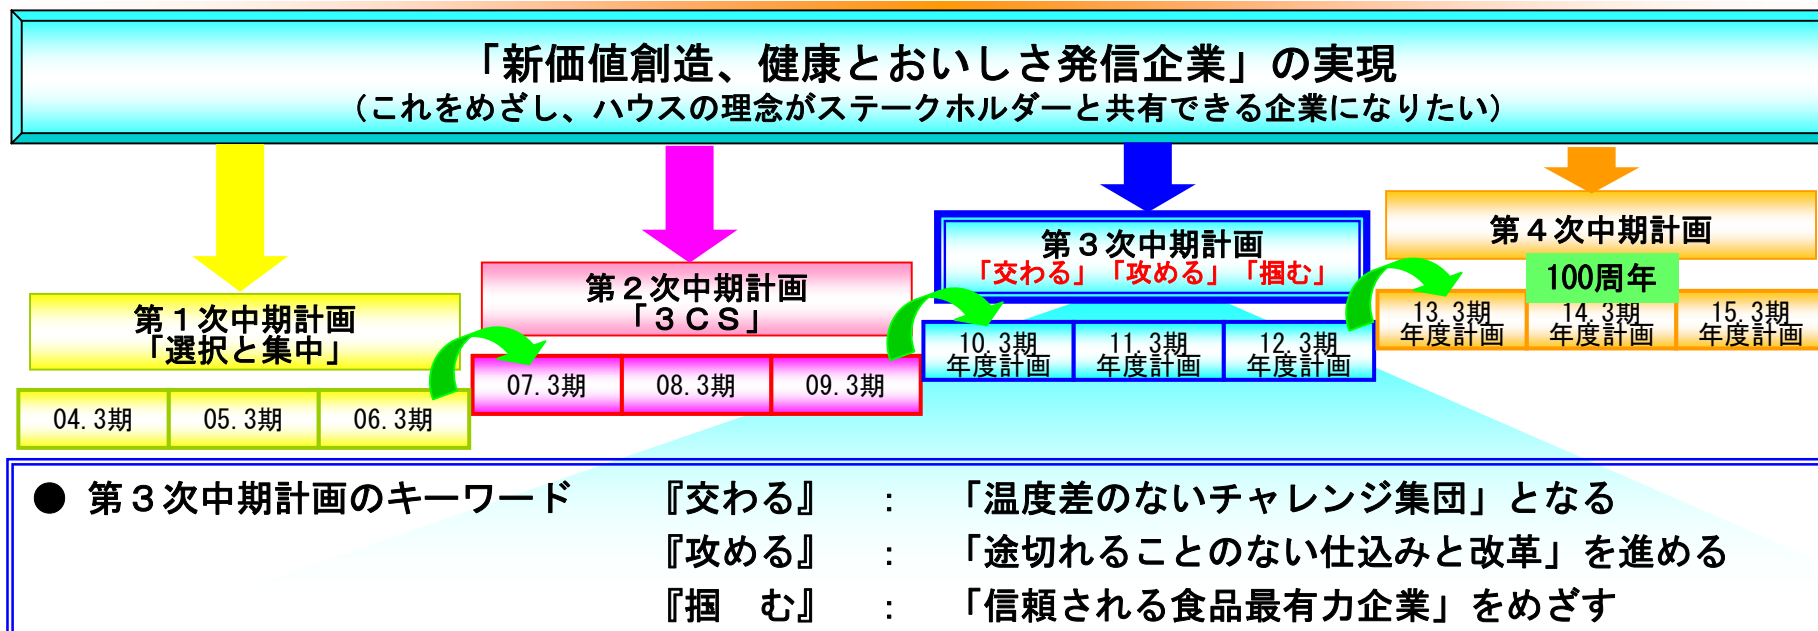 「新価値創造、健康とおいしさ発信企業」の実現
（これをめざし、ハウスの理念がステークホルダーと共有できる企業になりたい）
第１次中期計画
「選択と集中」
04.3期 05.3期 06.3期
第２次中期計画
「３ＣＳ」
07.3期 08.3期 09.3期
第３次中期計画
「交わる」「攻める」「掴む」
10.3期 11.3期 12.3期
年度計画 年度計画 年度計画
第４次中期計画
100周年
13.3期 14.3期 15.3期
年度計画 年度計画 年度計画
● 第３次中期計画のキーワード 『交わる』 ： 「温度差のないチャレンジ集団」となる
『攻める』 ： 「途切れることのない仕込みと改革」を進める
『掴　む』 ： 「信頼される食品最有力企業」をめざす